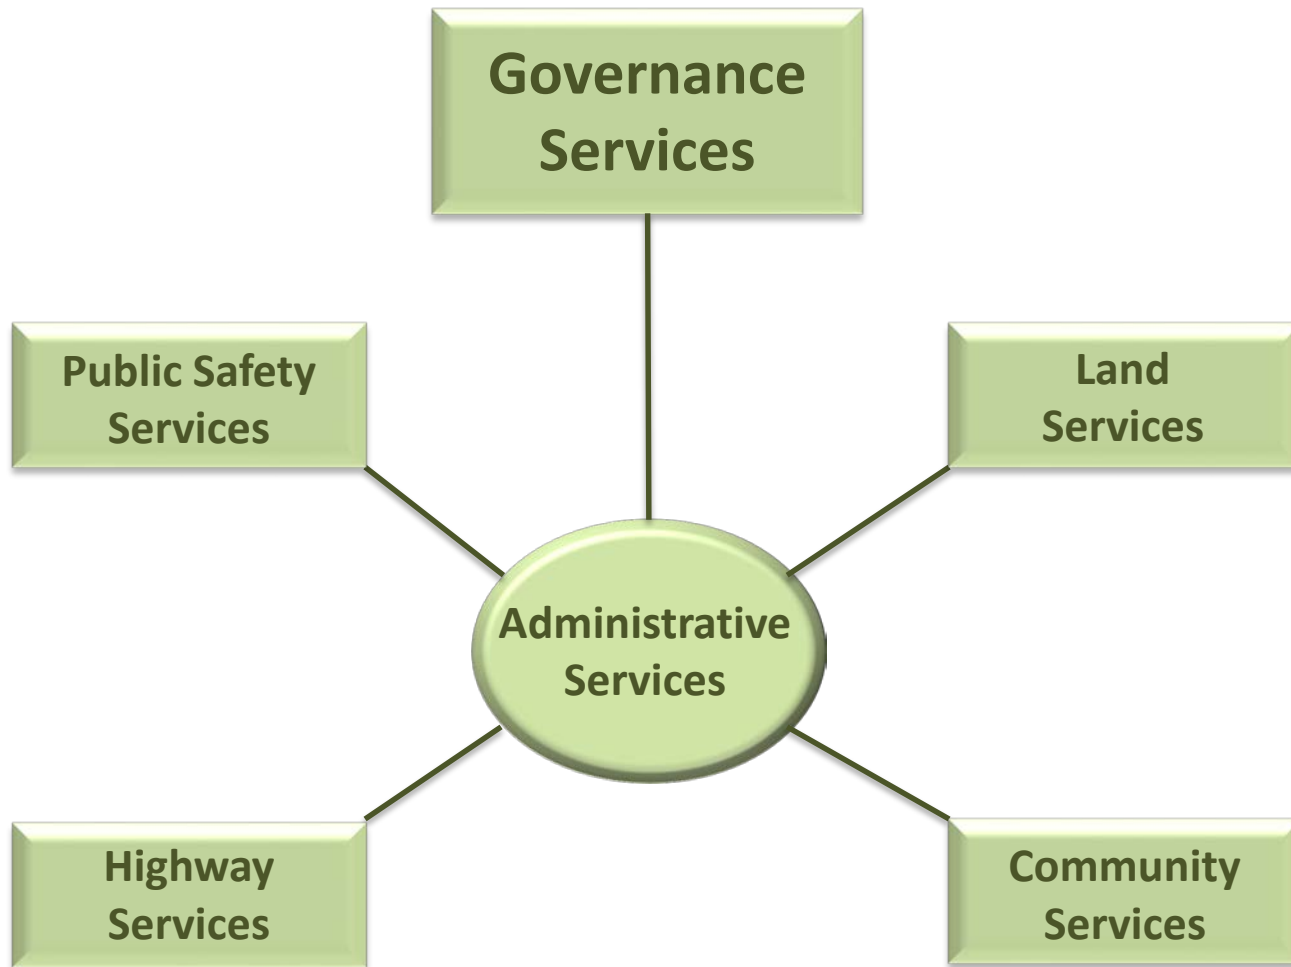 Governance
Services
Public Safety
Services
Land
Services
Administrative
Services
Highway
Services
Community
Services